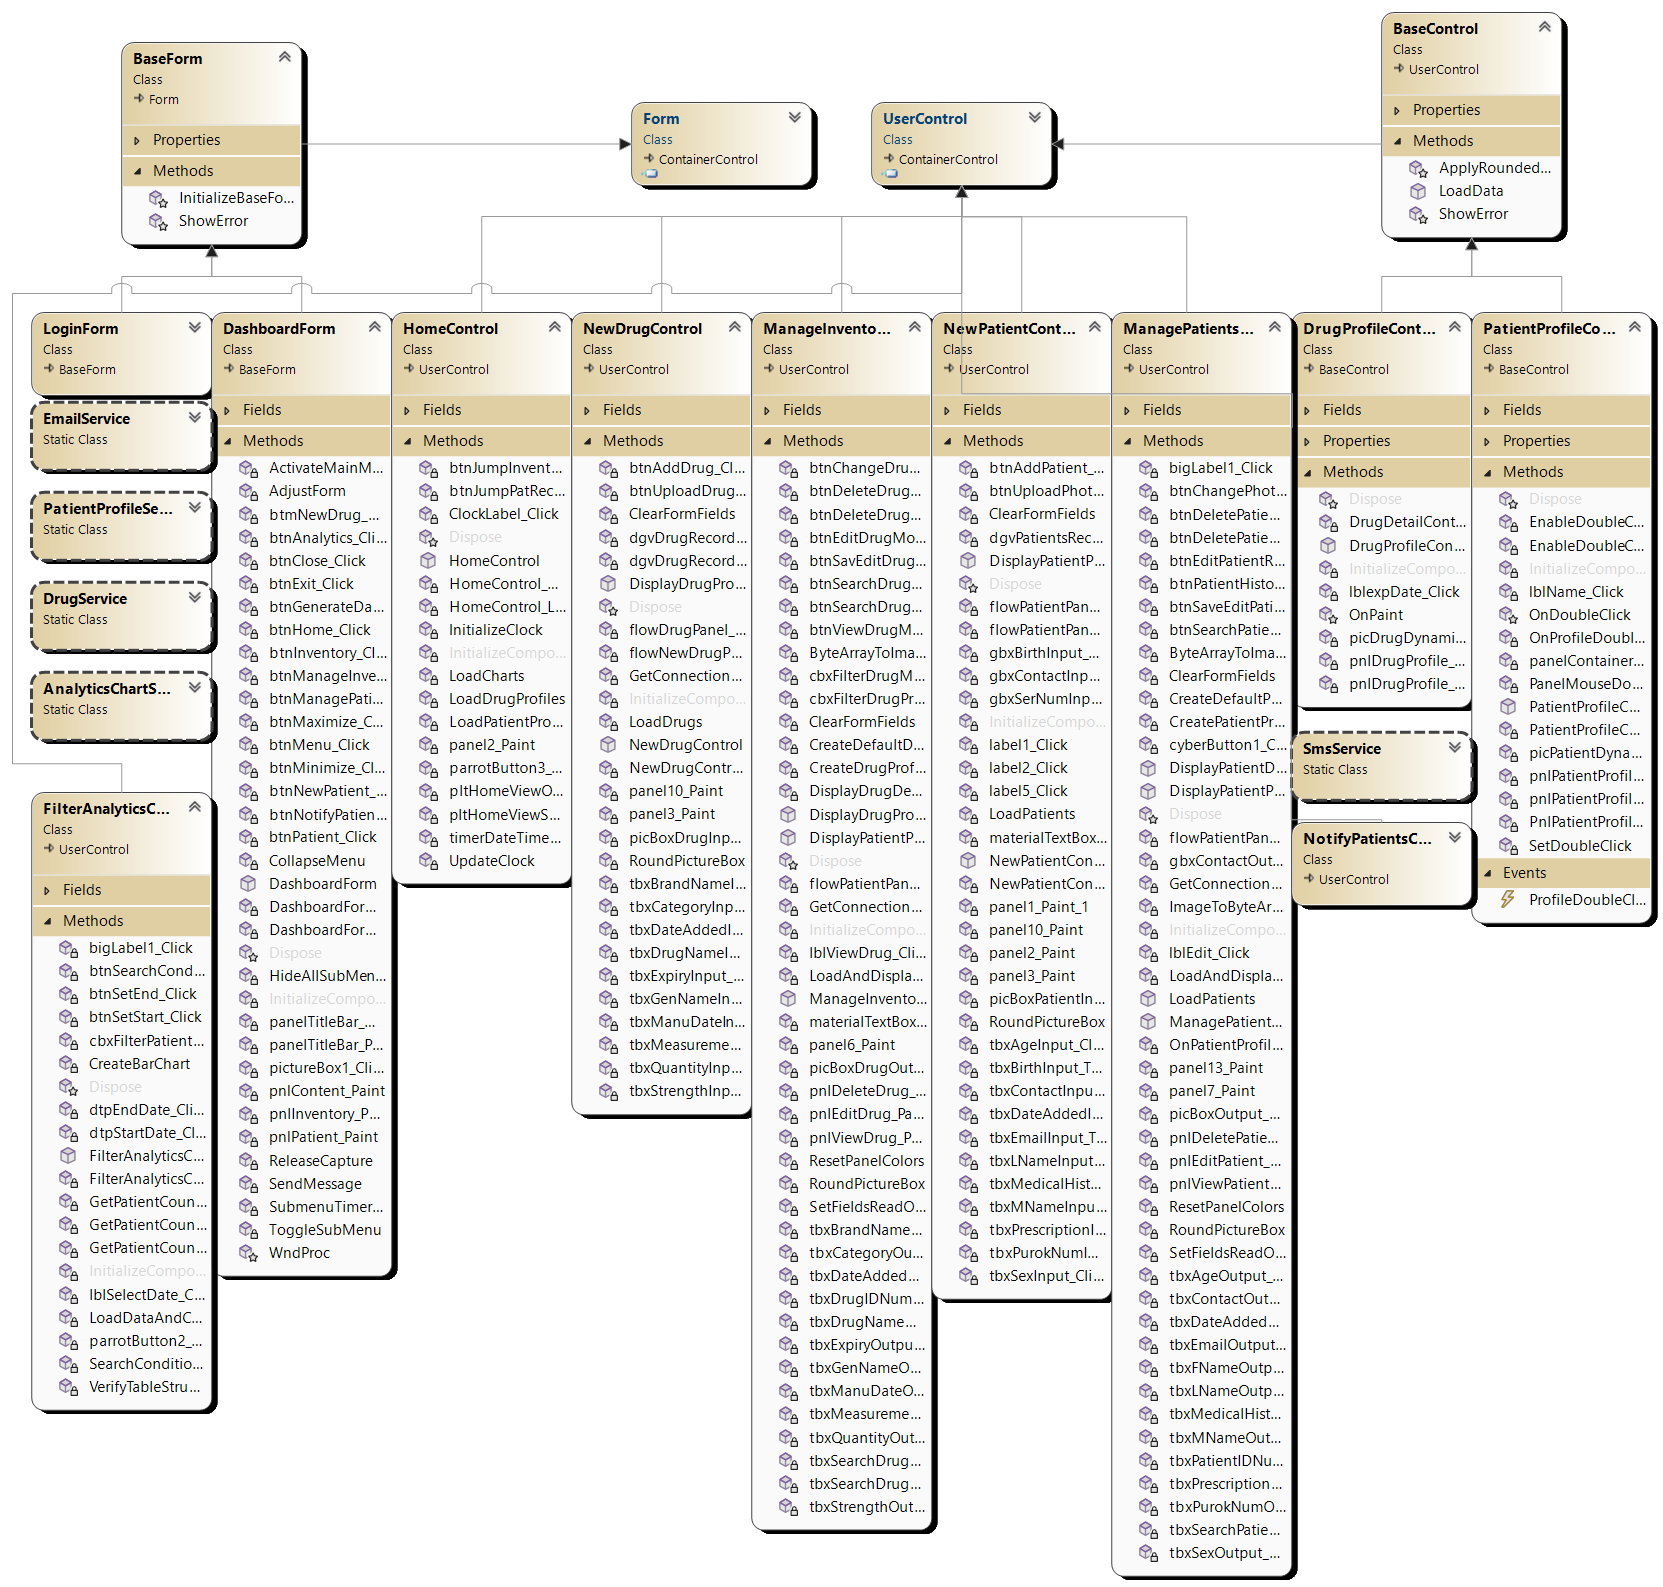 BaseForm
Class
Form
Properties
Methods
InitializeBaseFo...
ShowError
Form
Class
ContainerControl
UserControl
Class
ContainerControl
BaseControl
Class
UserControl
Properties
Methods
ApplyRounded...
LoadData
ShowError
LoginForm
Class
BaseForm
EmailService
Static Class
PatientProfileSe...
Static Class
DrugService
Static Class
AnalyticsChartS...
Static Class
FilterAnalyticsC...
Class
UserControl
Fields
Methods
bigLabel1_Click
btnSearchCond...
btnSetEnd_Click
btnSetStart_Click
cbxFilterPatient...
CreateBarChart
Dispose
dtpEndDate_Cli...
dtpStartDate_Cl...
FilterAnalyticsC...
FilterAnalyticsC...
GetPatientCoun...
GetPatientCoun...
GetPatientCoun...
InitializeCompo...
lblSelectDate_C...
LoadDataAndC...
parrotButton2_...
SearchConditio...
VerifyTableStru...
DashboardForm
Class
BaseForm
Fields
Methods
ActivateMainM...
AdjustForm
btmNewDrug_...
btnAnalytics_Cli...
btnClose_Click
btnExit_Click
btnGenerateDa...
btnHome_Click
btnInventory_Cl...
btnManageInve...
btnManagePati...
btnMaximize_C...
btnMenu_Click
btnMinimize_Cl...
btnNewPatient_...
btnNotifyPatien...
btnPatient_Click
CollapseMenu
DashboardForm
DashboardFor...
DashboardFor...
Dispose
HideAllSubMen...
InitializeCompo...
panelTitleBar_...
panelTitleBar_P...
pictureBox1_Cli...
pnlContent_Paint
pnlInventory_P...
pnlPatient_Paint
ReleaseCapture
SendMessage
SubmenuTimer...
ToggleSubMenu
WndProc
HomeControl
Class
UserControl
Fields
Methods
btnJumpInvent...
btnJumpPatRec...
ClockLabel_Click
Dispose
HomeControl
HomeControl_...
HomeControl_L...
InitializeClock
InitializeCompo...
LoadCharts
LoadDrugProfiles
LoadPatientPro...
panel2_Paint
parrotButton3_...
pltHomeViewO...
pltHomeViewS...
timerDateTime...
UpdateClock
NewDrugControl
Class
UserControl
Fields
Methods
btnAddDrug_Cl...
btnUploadDrug...
ClearFormFields
dgvDrugRecord...
dgvDrugRecord...
DisplayDrugPro...
Dispose
flowDrugPanel_...
flowNewDrugP...
GetConnection...
InitializeCompo...
LoadDrugs
NewDrugControl
NewDrugContr...
panel10_Paint
panel3_Paint
picBoxDrugInp...
RoundPictureBox
tbxBrandNameI...
tbxCategoryInp...
tbxDateAddedI...
tbxDrugNameI...
tbxExpiryInput_...
tbxGenNameIn...
tbxManuDateIn...
tbxMeasureme...
tbxQuantityInp...
tbxStrengthInp...
ManageInvento...
Class
UserControl
Fields
Methods
btnChangeDru...
btnDeleteDrug...
btnDeleteDrug...
btnEditDrugMo...
btnSavEditDrug...
btnSearchDrug...
btnSearchDrug...
btnViewDrugM...
ByteArrayToIma...
cbxFilterDrugM...
cbxFilterDrugPr...
ClearFormFields
CreateDefaultD...
CreateDrugProf...
DisplayDrugDe...
DisplayDrugPro...
DisplayPatientP...
Dispose
flowPatientPan...
GetConnection...
InitializeCompo...
lblViewDrug_Cli...
LoadAndDispla...
ManageInvento...
materialTextBox...
panel6_Paint
picBoxDrugOut...
pnlDeleteDrug_...
pnlEditDrug_Pa...
pnlViewDrug_P...
ResetPanelColors
RoundPictureBox
SetFieldsReadO...
tbxBrandName...
tbxCategoryOu...
tbxDateAdded...
tbxDrugIDNum...
tbxDrugName...
tbxExpiryOutpu...
tbxGenNameO...
tbxManuDateO...
tbxMeasureme...
tbxQuantityOut...
tbxSearchDrug...
tbxSearchDrug...
tbxStrengthOut...
NewPatientCont...
Class
UserControl
Fields
Methods
btnAddPatient_...
btnUploadPhot...
ClearFormFields
dgvPatientsRec...
DisplayPatientP...
Dispose
flowPatientPan...
flowPatientPan...
gbxBirthInput_...
gbxContactInp...
gbxSerNumInp...
InitializeCompo...
label1_Click
label2_Click
label5_Click
LoadPatients
materialTextBox...
NewPatientCon...
NewPatientCon...
panel1_Paint_1
panel10_Paint
panel2_Paint
panel3_Paint
picBoxPatientIn...
RoundPictureBox
tbxAgeInput_Cl...
tbxBirthInput_T...
tbxContactInpu...
tbxDateAddedI...
tbxEmailInput_T...
tbxLNameInput...
tbxMedicalHist...
tbxMNameInpu...
tbxPrescriptionI...
tbxPurokNumI...
tbxSexInput_Cli...
ManagePatients...
Class
UserControl
Fields
Methods
bigLabel1_Click
btnChangePhot...
btnDeletePatie...
btnDeletePatie...
btnEditPatientR...
btnPatientHisto...
btnSaveEditPati...
btnSearchPatie...
ByteArrayToIma...
ClearFormFields
CreateDefaultP...
CreatePatientPr...
cyberButton1_C...
DisplayPatientD...
DisplayPatientP...
Dispose
flowPatientPan...
gbxContactOut...
GetConnection...
ImageToByteAr...
InitializeCompo...
lblEdit_Click
LoadAndDispla...
LoadPatients
ManagePatient...
OnPatientProfil...
panel13_Paint
panel7_Paint
picBoxOutput_...
pnlDeletePatie...
pnlEditPatient_...
pnlViewPatient...
ResetPanelColors
RoundPictureBox
SetFieldsReadO...
tbxAgeOutput_...
tbxContactOut...
tbxDateAdded...
tbxEmailOutput...
tbxFNameOutp...
tbxLNameOutp...
tbxMedicalHist...
tbxMNameOut...
tbxPatientIDNu...
tbxPrescription...
tbxPurokNumO...
tbxSearchPatie...
tbxSexOutput_...
DrugProfileCont...
Class
BaseControl
Fields
Properties
Methods
Dispose
DrugDetailCont...
DrugProfileCon...
InitializeCompo...
lblexpDate_Click
OnPaint
picDrugDynami...
pnlDrugProfile_...
pnlDrugProfile_...
SmsService
Static Class
NotifyPatientsC...
Class
UserControl
PatientProfileCo...
Class
BaseControl
Fields
Properties
Methods
Dispose
EnableDoubleC...
EnableDoubleC...
InitializeCompo...
lblName_Click
OnDoubleClick
OnProfileDoubl...
panelContainer...
PanelMouseDo...
PatientProfileC...
PatientProfileC...
picPatientDyna...
pnlPatientProfil...
pnlPatientProfil...
PnlPatientProfil...
SetDoubleClick
Events
ProfileDoubleCl...